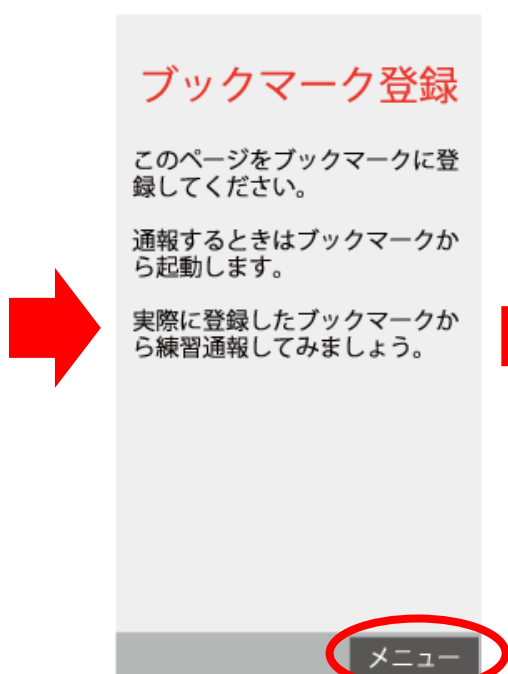 ブックマーク登録
このページをブックマークに登
録してください。
通報するときはブックマークか
ら起動します。
実際に登録したブックマークか
ら練習通報してみましょう。
メニュー